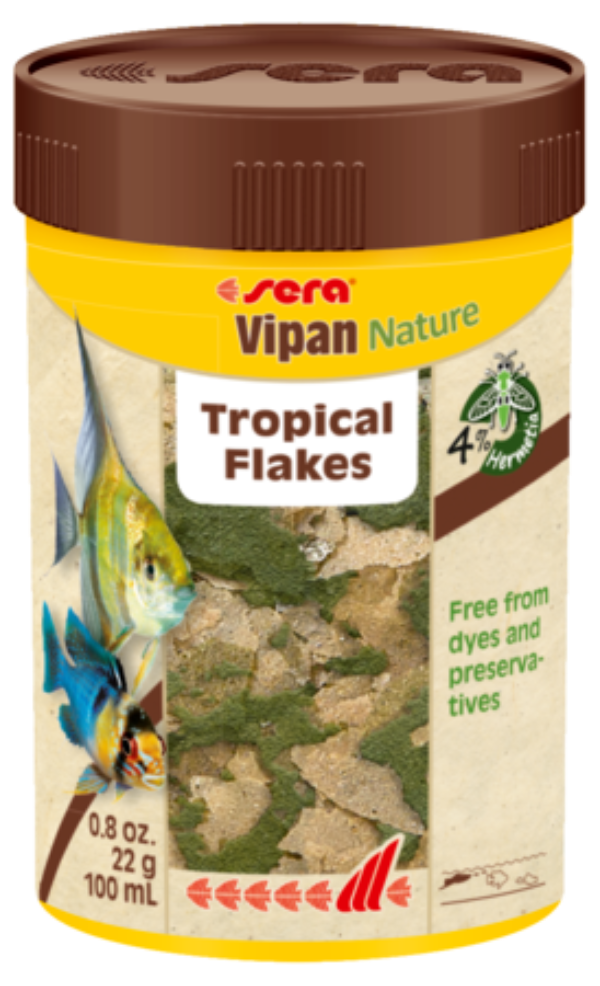 sera
sera
Vipan Nature
Tropical
Flakes
4% Hermetia
Free from
dyes and
preserva-
tives
0.8 oz.
22 g
100 mL